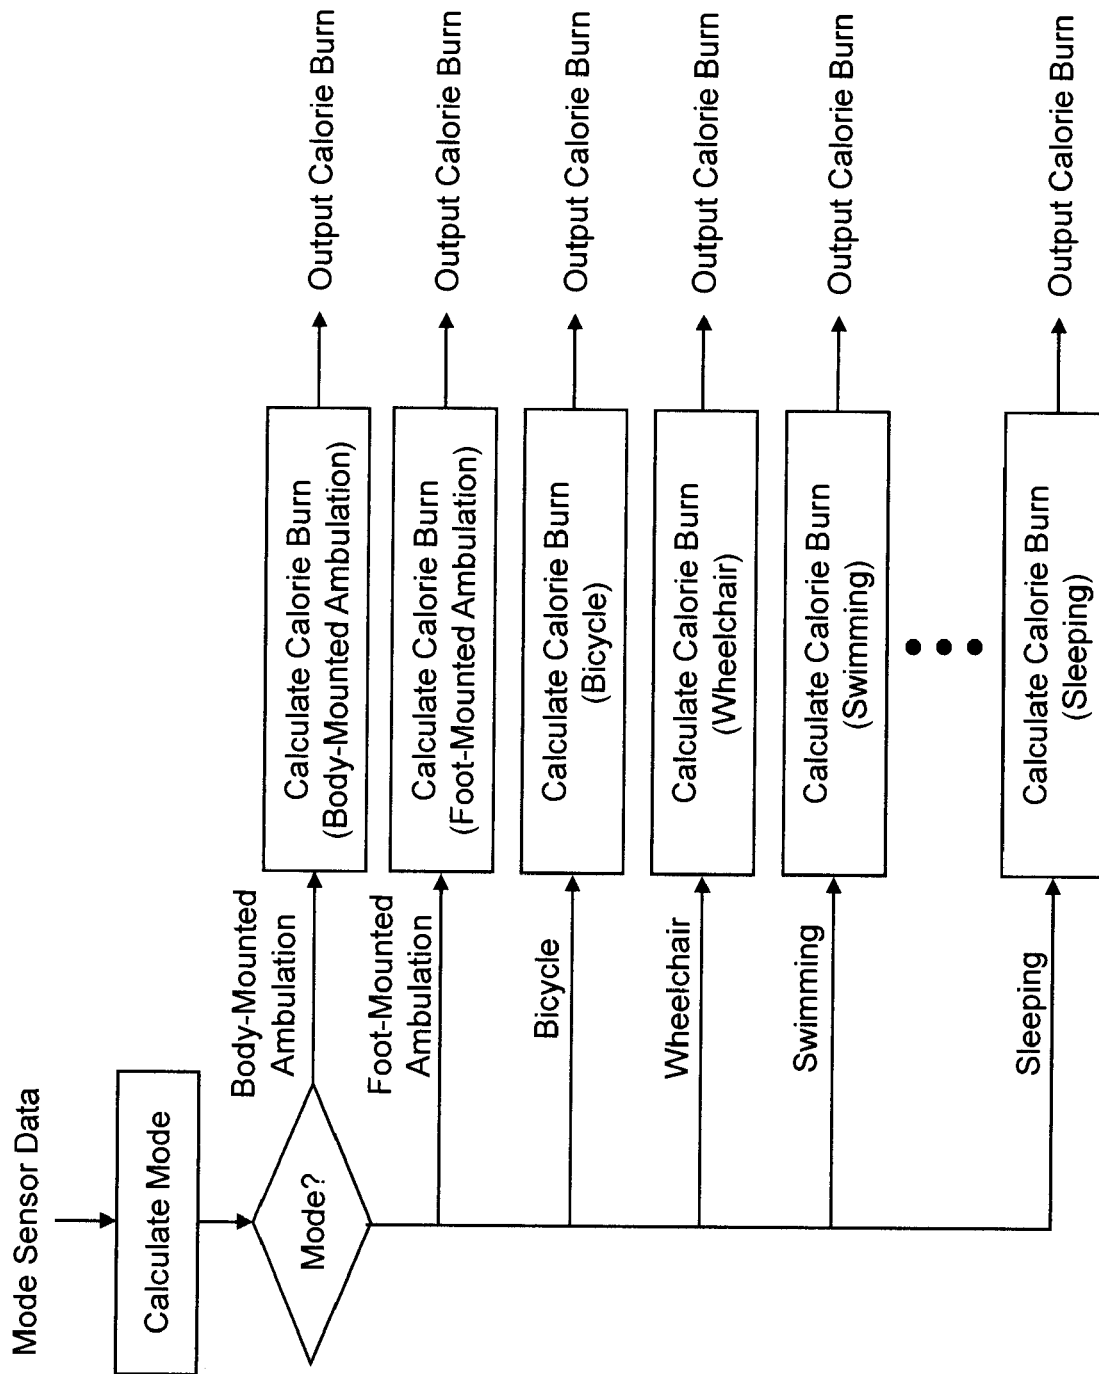 Mode Sensor Data
Calculate Mode
Mode?
Body-Mounted
Ambulation
Calculate Calorie Burn
(Body-Mounted Ambulation)
Output Calorie Burn
Foot-Mounted
Ambulation
Calculate Calorie Burn
(Foot-Mounted Ambulation)
Output Calorie Burn
Bicycle
Calculate Calorie Burn
(Bicycle)
Output Calorie Burn
Wheelchair
Calculate Calorie Burn
(Wheelchair)
Output Calorie Burn
Swimming
Calculate Calorie Burn
(Swimming)
Output Calorie Burn
Sleeping
Calculate Calorie Burn
(Sleeping)
Output Calorie Burn